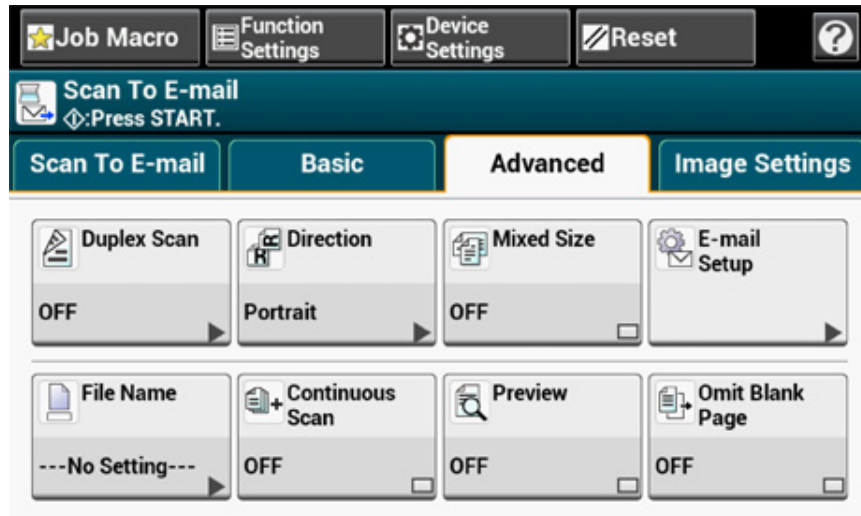 Job Macro
Function
Settings
Device
Settings
Reset
?
Scan To E-mail
:Press START.
Scan To E-mail
Basic
Advanced
Image Settings
Duplex Scan
OFF
Direction
Portrait
Mixed Size
OFF
E-mail
Setup
File Name
---No Setting---
Continuous
Scan
OFF
Preview
OFF
Omit Blank
Page
OFF